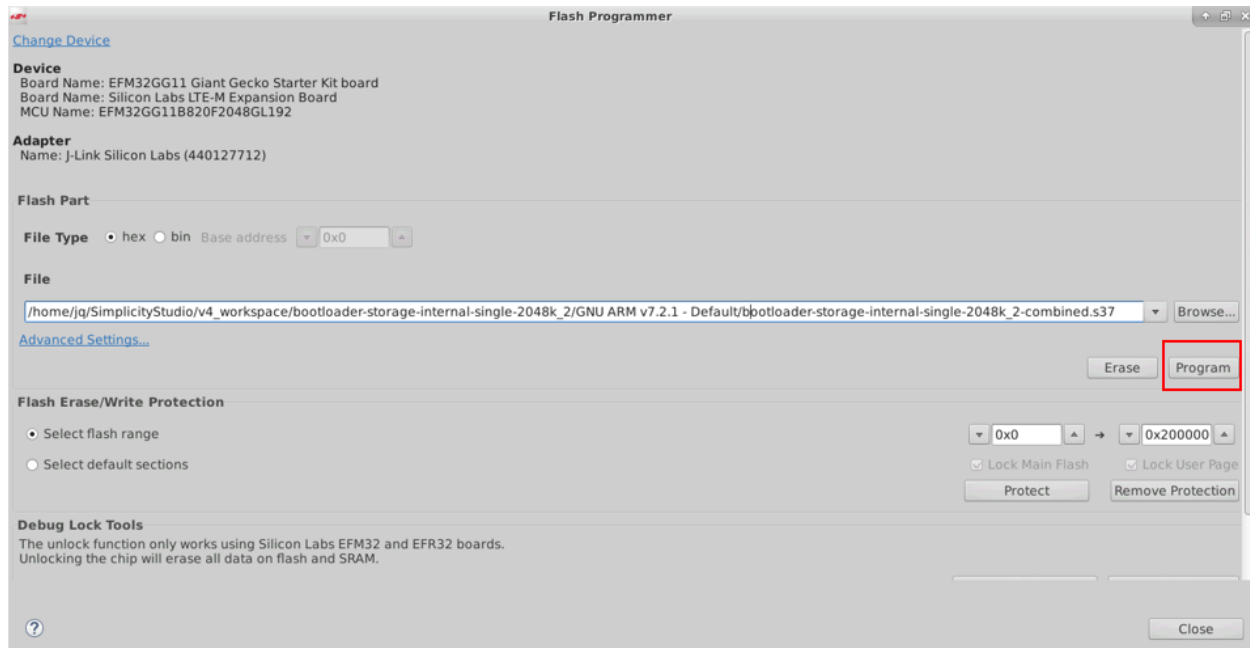 Flash Programmer
Change Device
Device
Board Name: EFM32GG11 Giant Gecko Starter Kit board
Board Name: Silicon Labs LTE-M Expansion Board
MCU Name: EFM32GG11B820F2048GL192
Adapter
Name: J-Link Silicon Labs (440127712)
Flash Part
File Type hex bin Base address 0x0
File
/home/jq/SimplicityStudio/v4_workspace/bootloader-storage-internal-single-2048k_2/GNU ARM v7.2.1 - Default/bootloader-storage-internal-single-2048k_2-combined.s37 Browse...
Advanced Settings...
Erase Program
Flash Erase/Write Protection
Select flash range 0x0 → 0x200000
Select default sections Lock Main Flash Lock User Page
Protect Remove Protection
Debug Lock Tools
The unlock function only works using Silicon Labs EFM32 and EFR32 boards.
Unlocking the chip will erase all data on flash and SRAM.
? Close